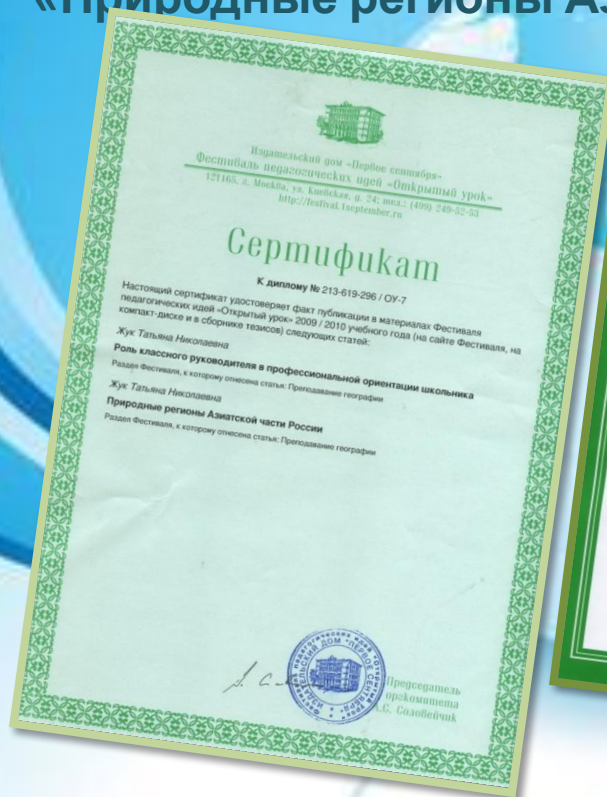 «Природные регионы Аз
Издательский дом «Первое сентября»
Фестиваль педагогических идей «Открытый урок»
121165, г. Москва, ул. Киевская, д. 24; тел.: (499) 249-52-53
http://festival.1september.ru
Сертификат
К диплому № 213-619-296 / ОУ-7
Настоящий сертификат удостоверяет факт публикации в материалах Фестиваля
педагогических идей «Открытый урок» 2009 / 2010 учебного года (на сайте Фестиваля, на
компакт-диске и в сборнике тезисов) следующих статей:
Жук Татьяна Николаевна
Роль классного руководителя в профессиональной ориентации школьника
Раздел Фестиваля, к которому отнесена статья: Преподавание географии
Жук Татьяна Николаевна
Природные регионы Азиатской части России
Раздел Фестиваля, к которому отнесена статья: Преподавание географии
Председатель
оргкомитета
А.С. Соловейчик
ИЗДАТЕЛЬСКИЙ ДОМ «ПЕРВОЕ СЕНТЯБРЯ»